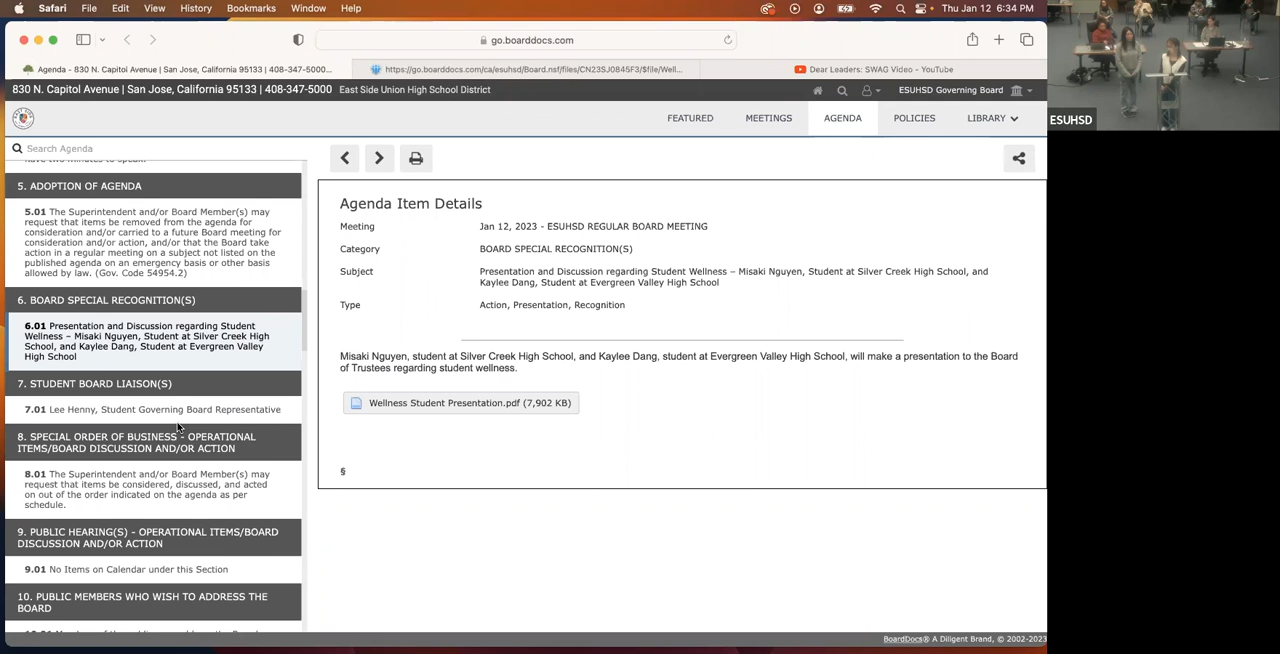 Safari File Edit View History Bookmarks Window Help Thu Jan 12 6:34 PM
go.boarddocs.com
Agenda - 830 N. Capitol Avenue | San Jose, California 95133 | 408-347-5000...
https://go.boarddocs.com/ca/esuhsd/Board.nsf/files/CN23SJ0845F3/$file/Well...
Dear Leaders: SWAG Video - YouTube
830 N. Capitol Avenue | San Jose, California 95133 | 408-347-5000 East Side Union High School District
ESUHSD Governing Board
FEATURED MEETINGS AGENDA POLICIES LIBRARY
ESUHSD
Search Agenda
have two minutes to speak.
5. ADOPTION OF AGENDA
5.01 The Superintendent and/or Board Member(s) may
request that items be removed from the agenda for
consideration and/or carried to a future Board meeting for
consideration and/or action, and/or that the Board take
action in a regular meeting on a subject not listed on the
published agenda on an emergency basis or other basis
allowed by law. (Gov. Code 54954.2)
6. BOARD SPECIAL RECOGNITION(S)
6.01 Presentation and Discussion regarding Student
Wellness – Misaki Nguyen, Student at Silver Creek High
School, and Kaylee Dang, Student at Evergreen Valley
High School
7. STUDENT BOARD LIAISON(S)
7.01 Lee Henny, Student Governing Board Representative
8. SPECIAL ORDER OF BUSINESS - OPERATIONAL
ITEMS/BOARD DISCUSSION AND/OR ACTION
8.01 The Superintendent and/or Board Member(s) may
request that items be considered, discussed, and acted
on out of the order indicated on the agenda as per
schedule.
9. PUBLIC HEARING(S) - OPERATIONAL ITEMS/BOARD
DISCUSSION AND/OR ACTION
9.01 No Items on Calendar under this Section
10. PUBLIC MEMBERS WHO WISH TO ADDRESS THE
BOARD
Agenda Item Details
Meeting Jan 12, 2023 - ESUHSD REGULAR BOARD MEETING
Category BOARD SPECIAL RECOGNITION(S)
Subject Presentation and Discussion regarding Student Wellness – Misaki Nguyen, Student at Silver Creek High School, and
Kaylee Dang, Student at Evergreen Valley High School
Type Action, Presentation, Recognition
Misaki Nguyen, student at Silver Creek High School, and Kaylee Dang, student at Evergreen Valley High School, will make a presentation to the Board
of Trustees regarding student wellness.
Wellness Student Presentation.pdf (7,902 KB)
§
BoardDocs® A Diligent Brand, © 2002-2023